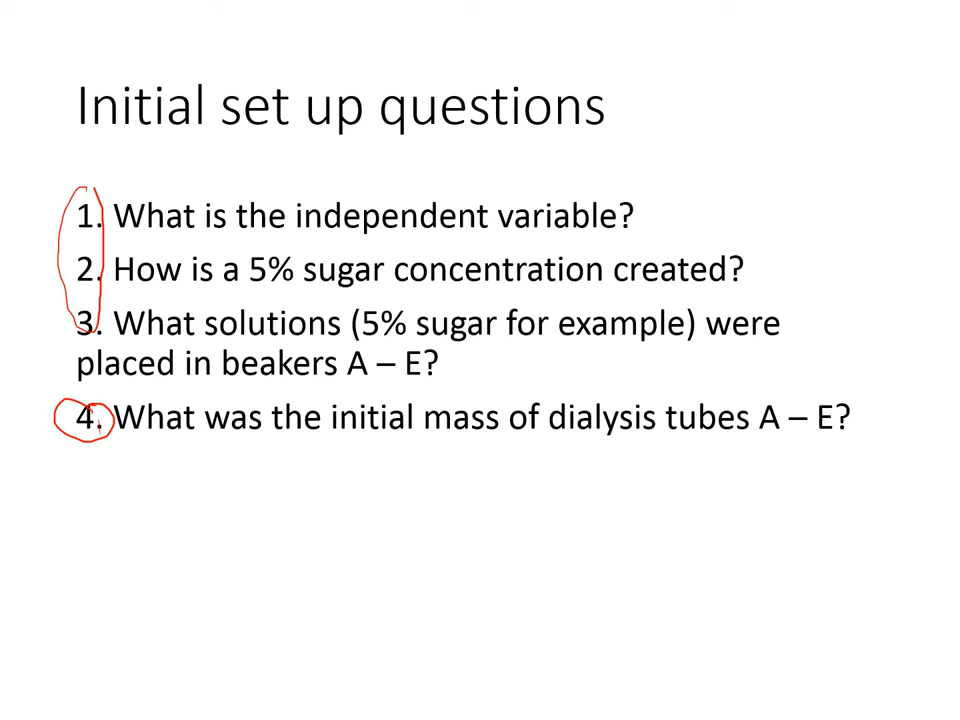 Initial set up questions
1. What is the independent variable?
2. How is a 5% sugar concentration created?
3. What solutions (5% sugar for example) were
placed in beakers A – E?
4. What was the initial mass of dialysis tubes A – E?